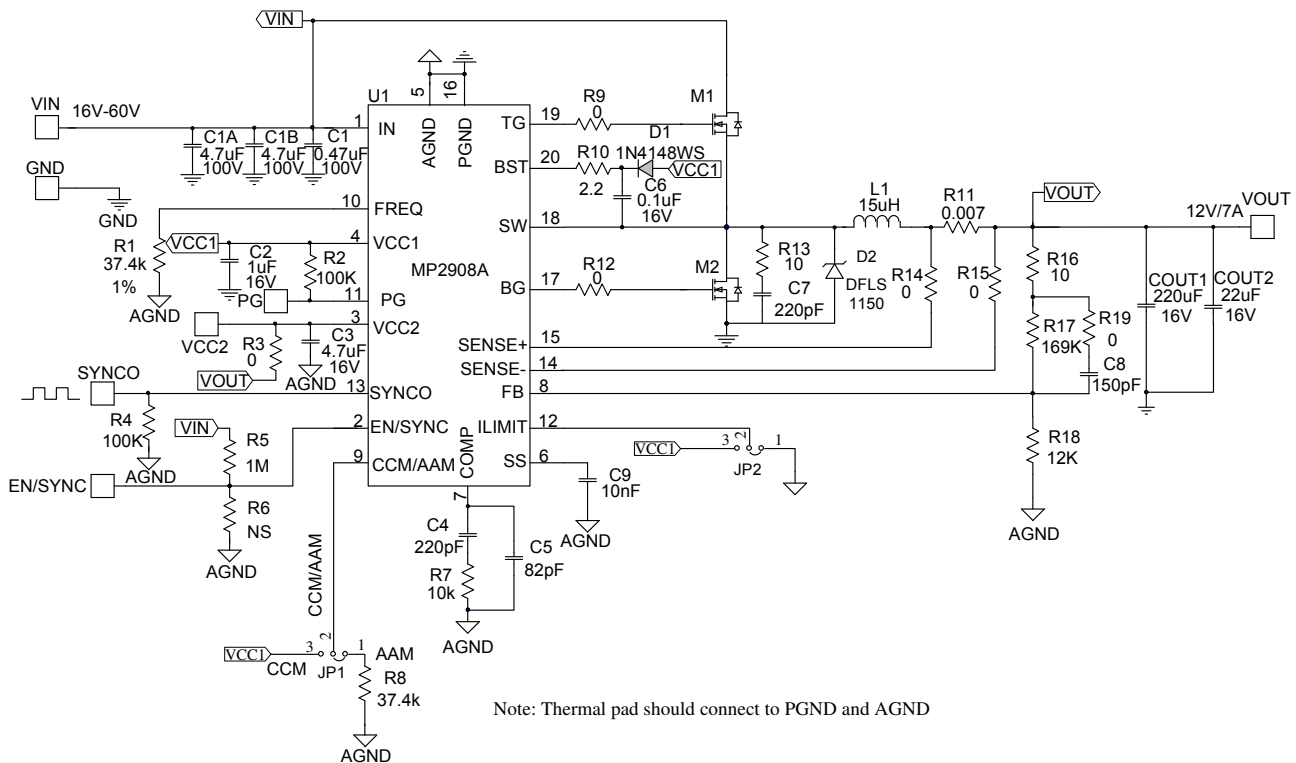 VIN
VIN 16V-60V
U1
5
AGND
16
PGND
1 IN
C1A
4.7uF
100V
C1B
4.7uF
100V
C1
0.47uF
100V
GND
GND
10 FREQ
R1
37.4k
1%
AGND
VCC1
4 VCC1
C2
1uF
16V
R2
100K
MP2908A
PG
11 PG
3 VCC2
VCC2
R3
0
VOUT
C3
4.7uF
16V
AGND
SYNCO
13 SYNCO
R4
100K
AGND
VIN
R5
1M
2 EN/SYNC
EN/SYNC
R6
NS
AGND
9 CCM/AAM
CCM/AAM
COMP
7
C4
220pF
R7
10k
C5
82pF
AGND
VCC1
3
2
1
CCM
JP1
AAM
R8
37.4k
AGND
TG 19
R9
0
M1
BST 20
R10
2.2
D1
1N4148WS
VCC1
C6
0.1uF
16V
SW 18
L1
15uH
R11
0.007
VOUT
12V/7A
VOUT
BG 17
R12
0
M2
R13
10
C7
220pF
D2
DFLS
1150
R14
0
R15
0
R16
10
R17
169K
R19
0
C8
150pF
COUT1
220uF
16V
COUT2
22uF
16V
SENSE+ 15
SENSE- 14
FB 8
R18
12K
AGND
ILIMIT 12
VCC1
3
2
1
JP2
SS 6
C9
10nF
AGND
Note: Thermal pad should connect to PGND and AGND